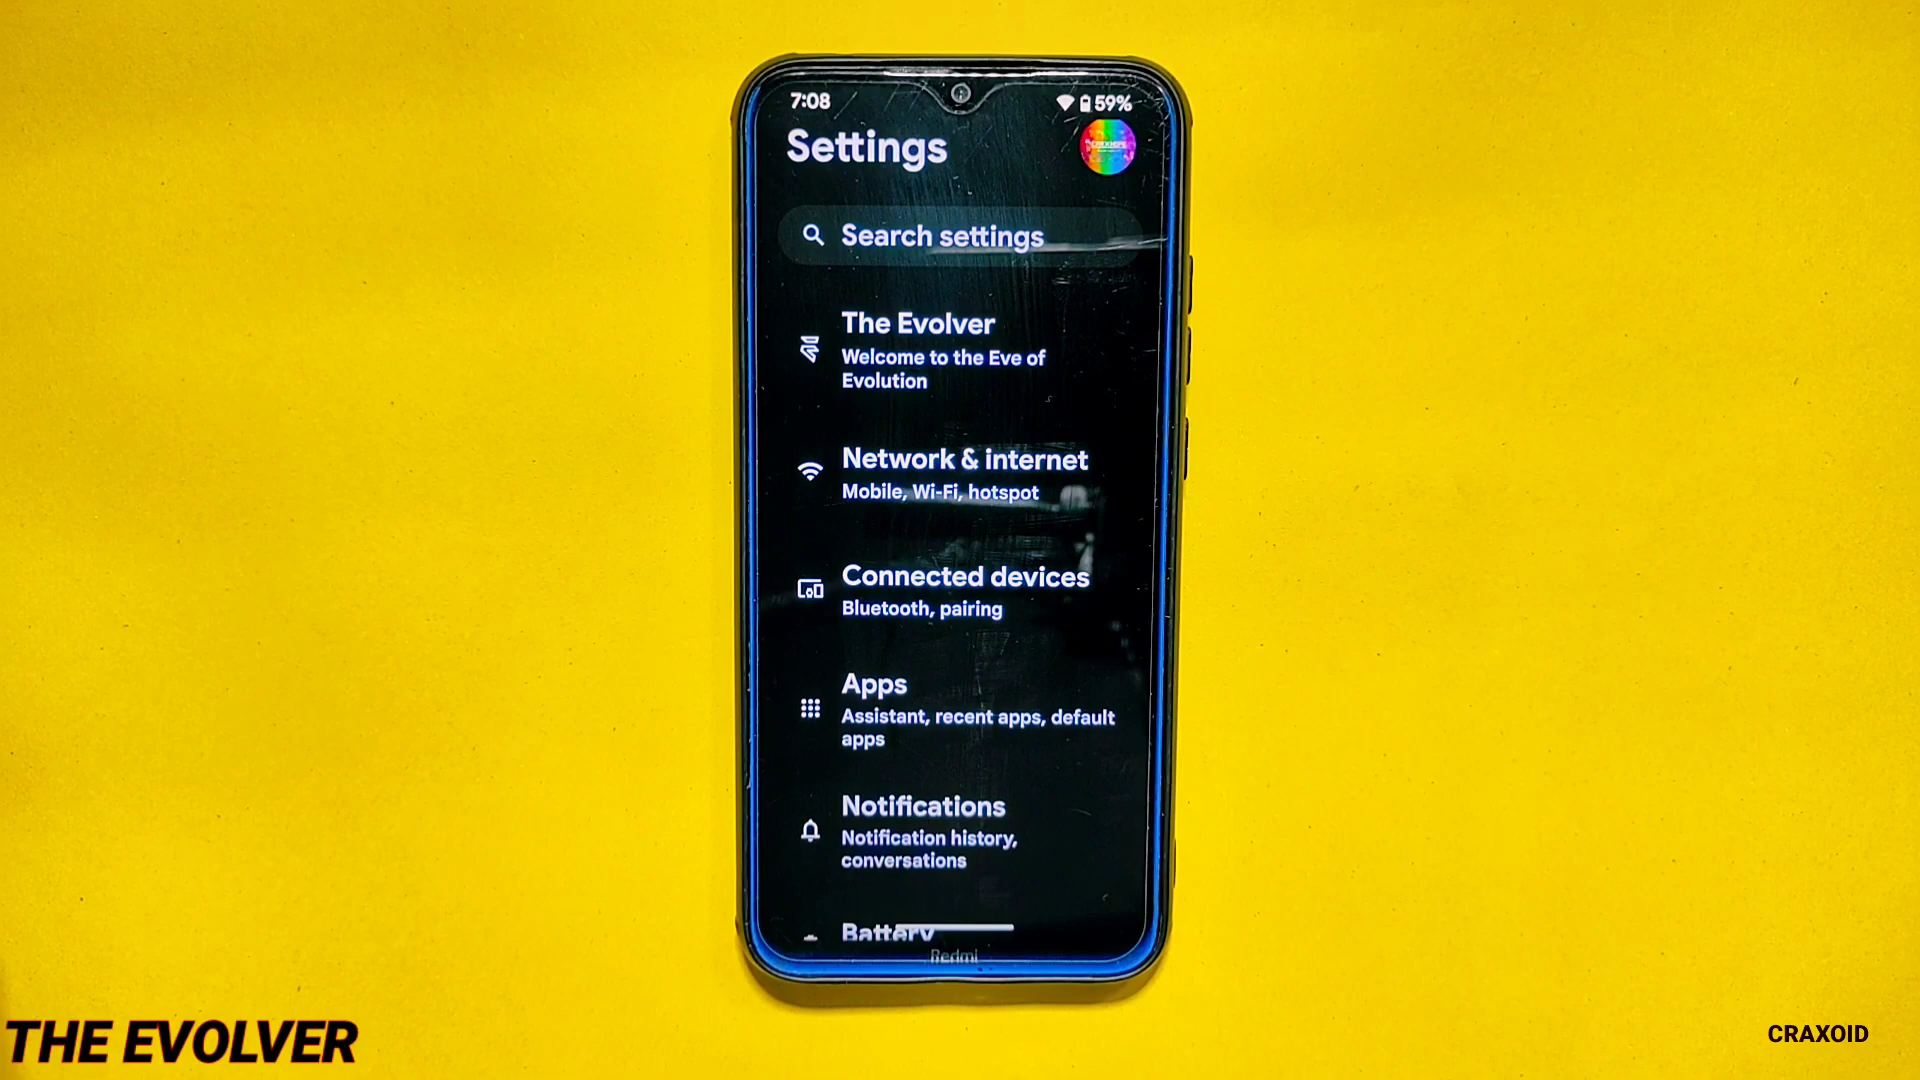 7:08
59%
Settings
Search settings
The Evolver
Welcome to the Eve of
Evolution
Network & internet
Mobile, Wi-Fi, hotspot
Connected devices
Bluetooth, pairing
Apps
Assistant, recent apps, default
apps
Notifications
Notification history,
conversations
Battery
Redmi
THE EVOLVER
CRAXOID